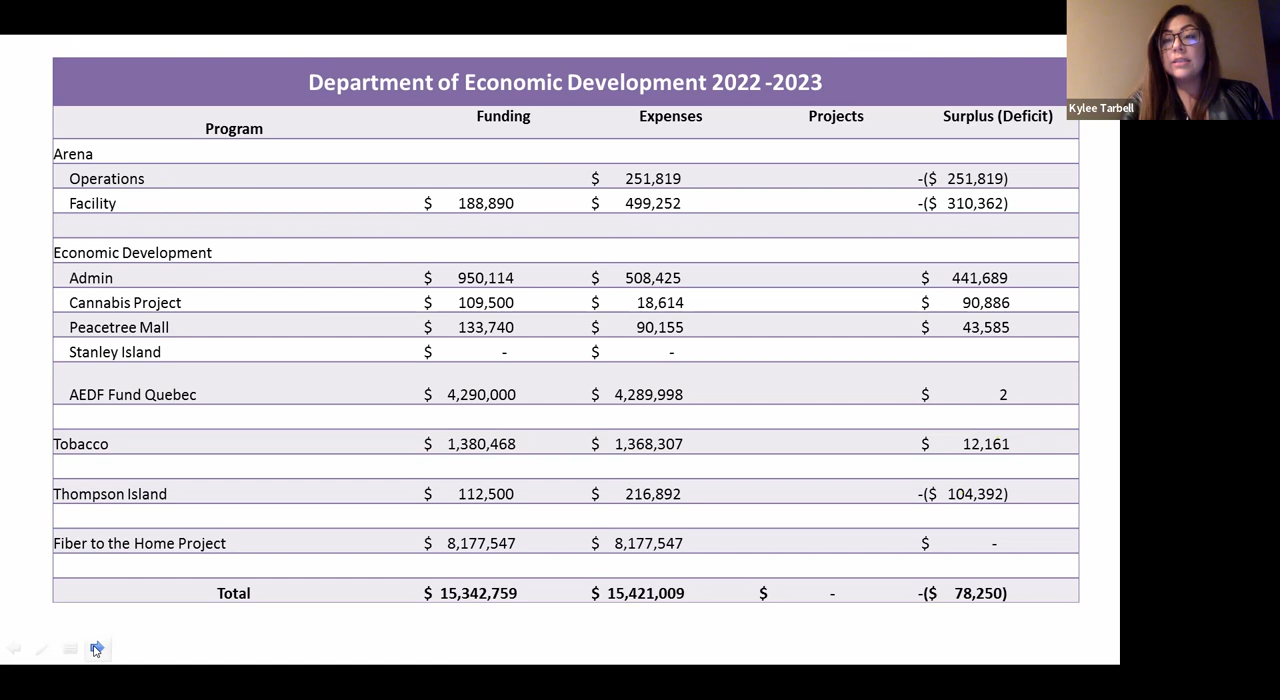 Department of Economic Development 2022 -2023
Kylee Tarbell
Program Funding Expenses Projects Surplus (Deficit)
Arena
Operations $ 251,819 -($ 251,819)
Facility $ 188,890 $ 499,252 -($ 310,362)
Economic Development
Admin $ 950,114 $ 508,425 $ 441,689
Cannabis Project $ 109,500 $ 18,614 $ 90,886
Peacetree Mall $ 133,740 $ 90,155 $ 43,585
Stanley Island $ - $ -
AEDF Fund Quebec $ 4,290,000 $ 4,289,998 $ 2
Tobacco $ 1,380,468 $ 1,368,307 $ 12,161
Thompson Island $ 112,500 $ 216,892 -($ 104,392)
Fiber to the Home Project $ 8,177,547 $ 8,177,547 $ -
Total $ 15,342,759 $ 15,421,009 $ - -($ 78,250)